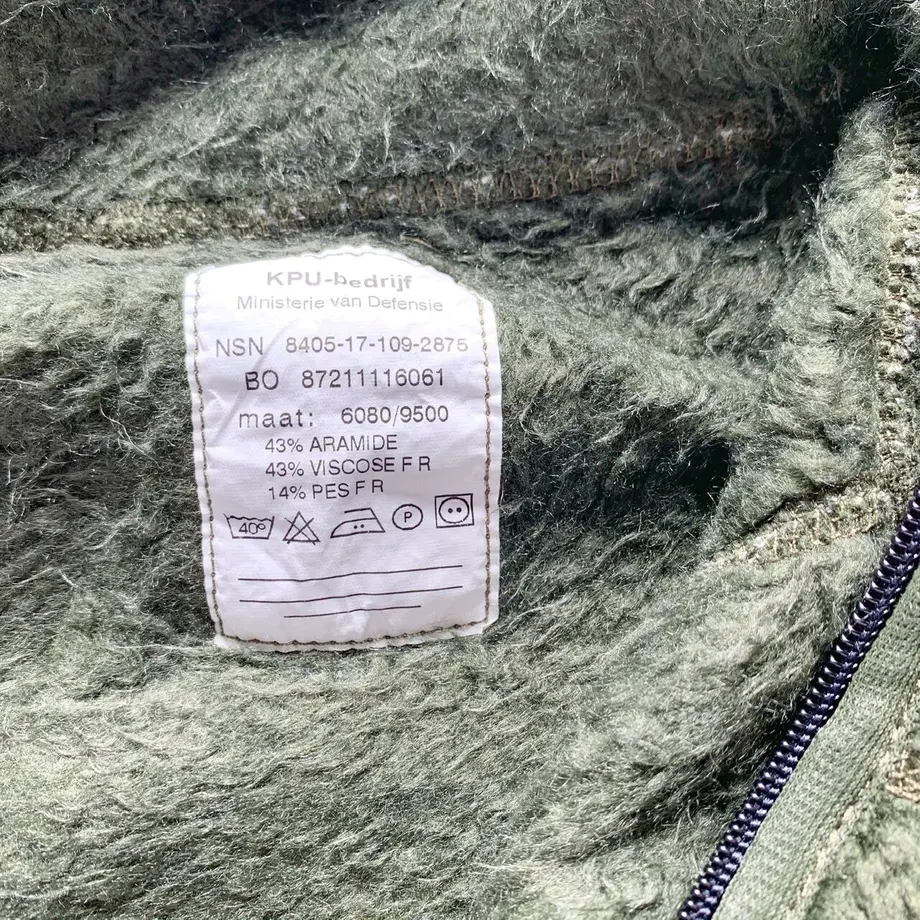 KPU-bedrijf
Ministerie van Defensie
NSN 8405-17-109-2875
BO 87211116061
maat: 6080/9500
43% ARAMIDE
43% VISCOSE F R
14% PES F R
40° P